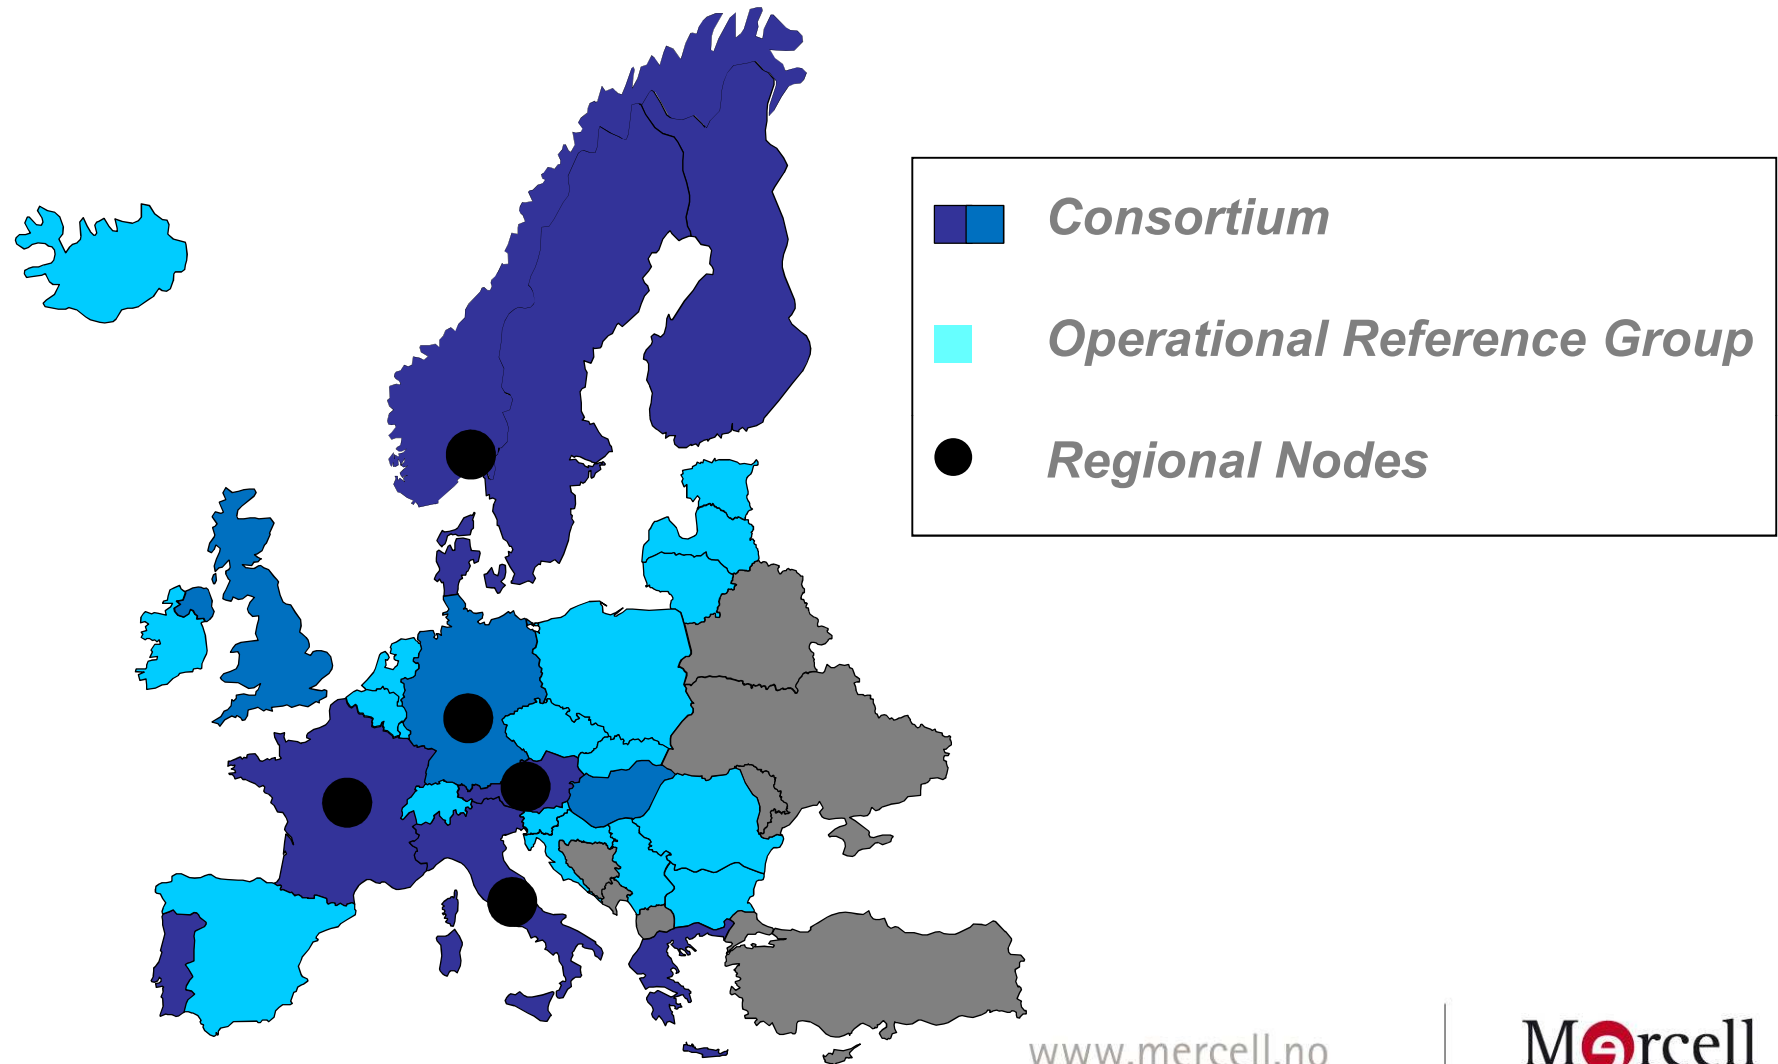 Consortium
Operational Reference Group
Regional Nodes
www.mercell.no
Mercell